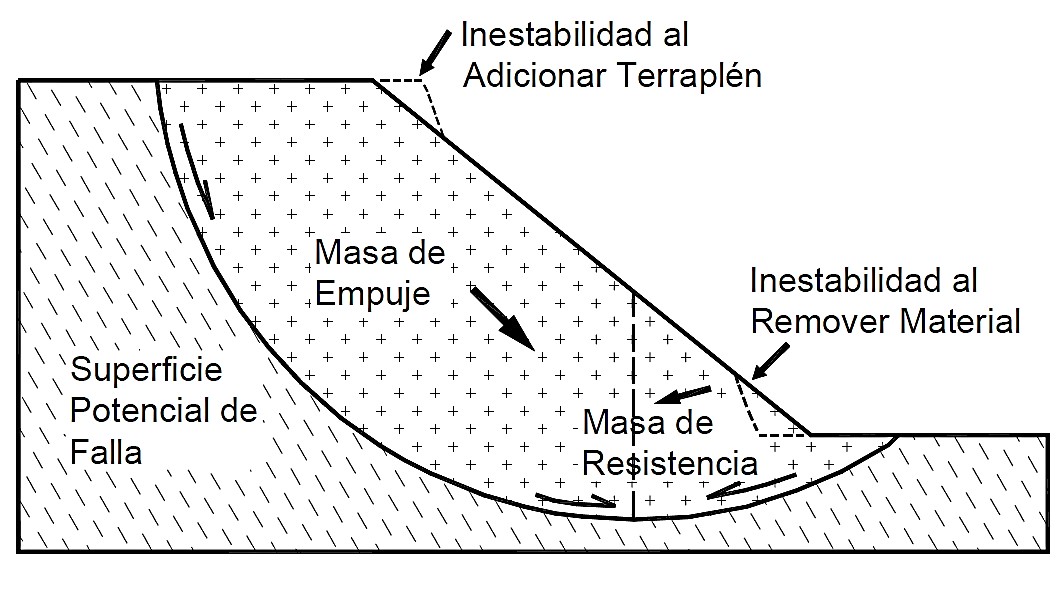 Inestabilidad al
Adicionar Terraplén
Masa de
Empuje
Inestabilidad al
Remover Material
Superficie
Potencial de
Falla
Masa de
Resistencia